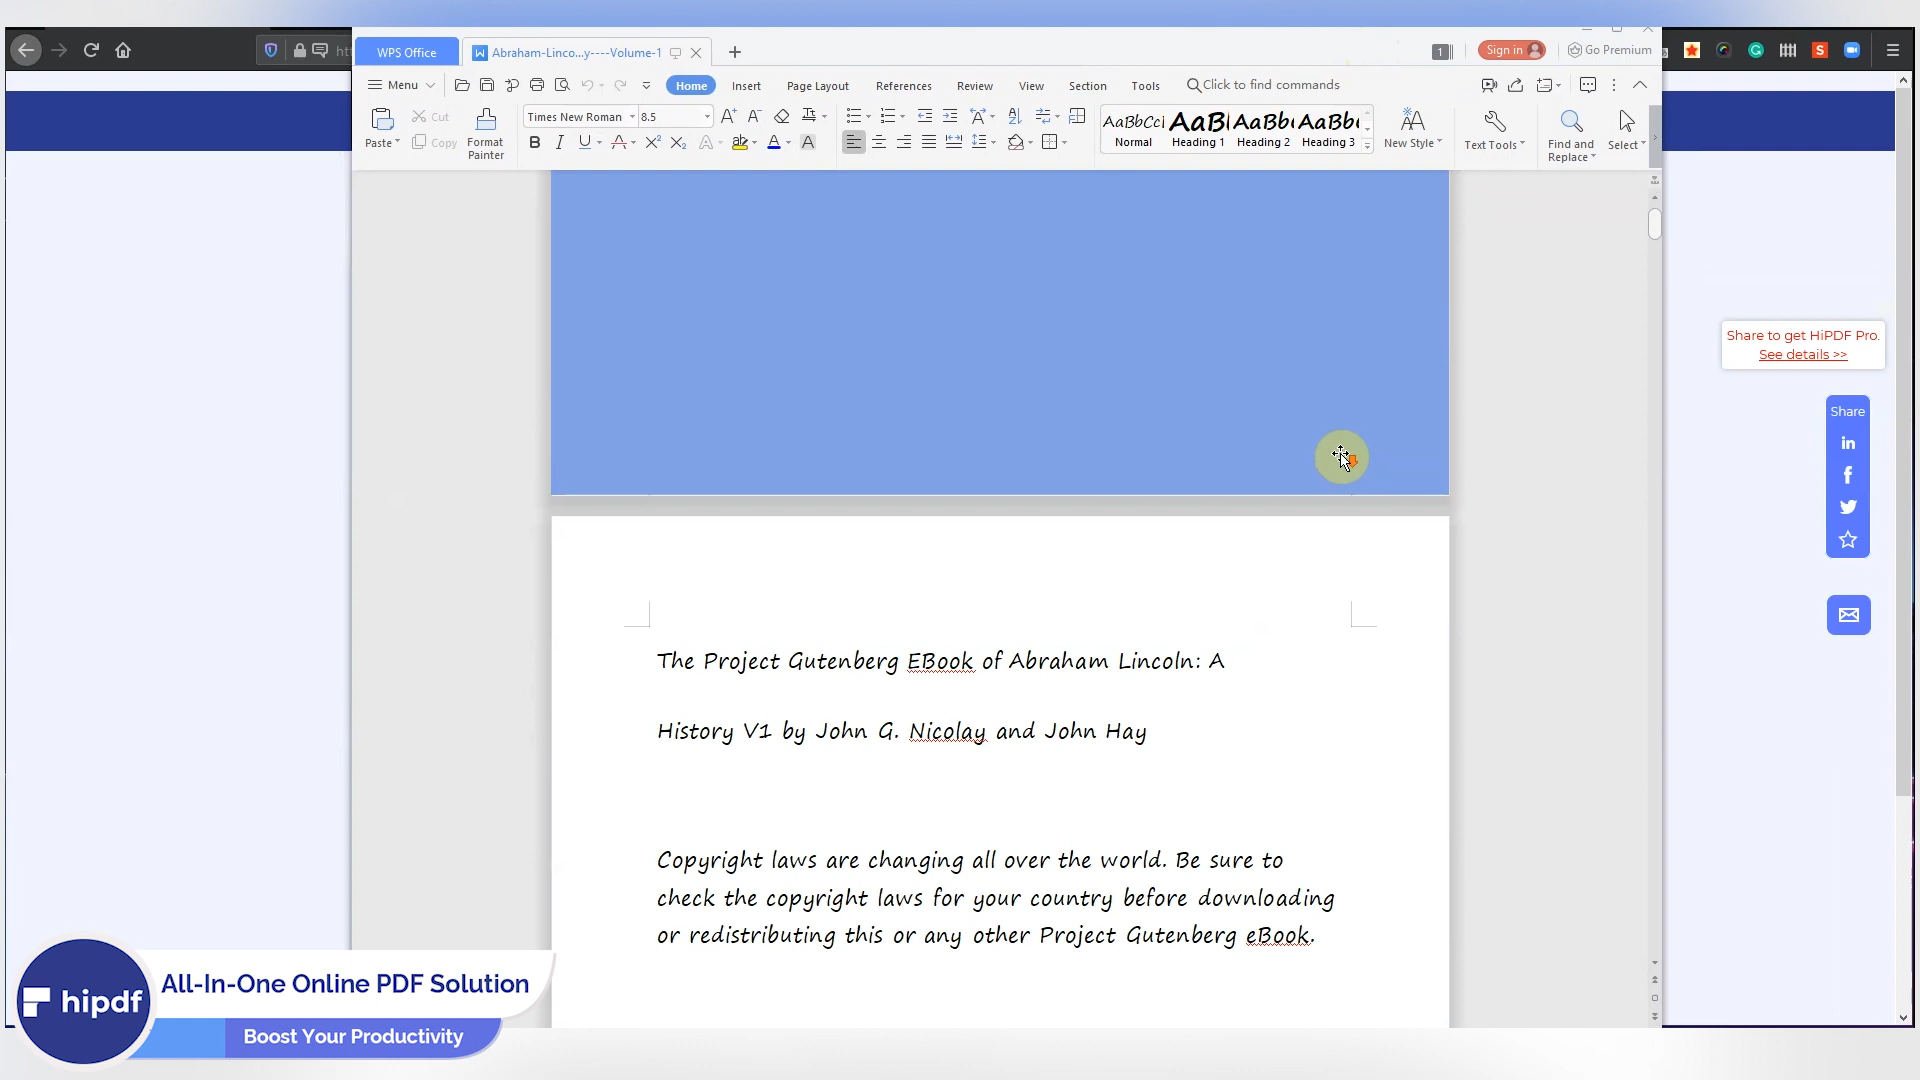 WPS Office
Abraham-Linco...y----Volume-1
1
Sign in
Go Premium
Menu
Home
Insert
Page Layout
References
Review
View
Section
Tools
Click to find commands
Paste
Cut
Copy
Format
Painter
Times New Roman
8.5
AaBbCcI
Normal
AaBl
Heading 1
AaBb(
Heading 2
AaBb(
Heading 3
New Style
Text Tools
Find and
Replace
Select
Share to get HiPDF Pro.
See details >>
Share
The Project Gutenberg EBook of Abraham Lincoln: A
History V1 by John G. Nicolay and John Hay
Copyright laws are changing all over the world. Be sure to
check the copyright laws for your country before downloading
or redistributing this or any other Project Gutenberg eBook.
hipdf
All-In-One Online PDF Solution
Boost Your Productivity